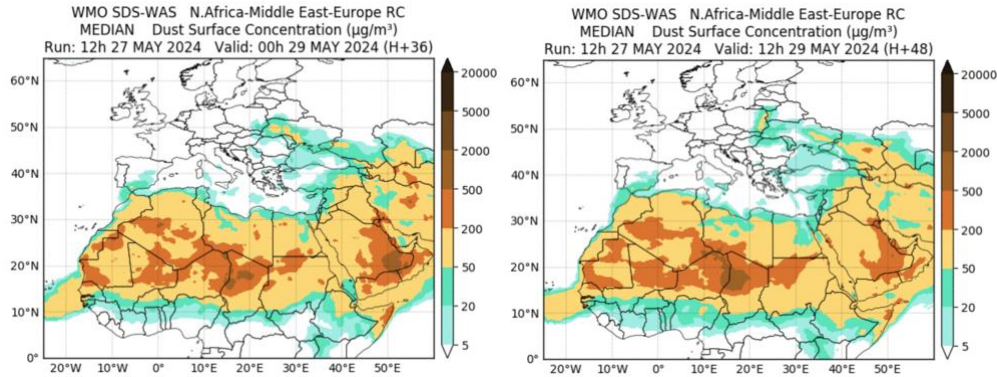 WMO SDS-WAS N.Africa-Middle East-Europe RC
MEDIAN Dust Surface Concentration (µg/m³)
Run: 12h 27 MAY 2024 Valid: 00h 29 MAY 2024 (H+36)
60°N
50°N
40°N
30°N
20°N
10°N
0°
20°W
10°W
0°
10°E
20°E
30°E
40°E
50°E
20000
5000
2000
500
200
50
20
5
WMO SDS-WAS N.Africa-Middle East-Europe RC
MEDIAN Dust Surface Concentration (µg/m³)
Run: 12h 27 MAY 2024 Valid: 12h 29 MAY 2024 (H+48)
60°N
50°N
40°N
30°N
20°N
10°N
0°
20°W
10°W
0°
10°E
20°E
30°E
40°E
50°E
20000
5000
2000
500
200
50
20
5